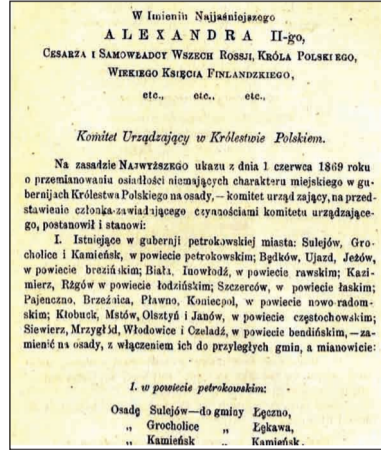 W Imieniu Najjaśniejszego
ALEXANDRA II-go,
CESARZA I SAMOWŁADCY WSZECH ROSSJI, KRÓLA POLSKIEGO,
WIEKIEGO KSIĘCIA FINLANDZKIEGO,
etc., etc., etc.,
Komitet Urządzający w Królestwie Polskiem.
Na zasadzie NAJWYŻSZEGO ukazu z dnia 1 czerwca 1869 roku
o przemianowaniu osiadłości niemających charakteru miejskiego w gu-
bernijach Królestwa Polskiego na osady, — komitet urządzający, na przed-
stawienie członka zawiadującego czynnościami komitetu urządzające-
go, postanowił i stanowi:
I. Istniejące w gubernji petrokowskiej miasta: Sulejów, Gro-
cholice i Kamieńsk, w powiecie petrokowskim; Będków, Ujazd, Jeżów,
w powiecie brezińskim; Biała, Inowłodź, w powiecie rawskim; Kazi-
mierz, Rżgów w powiecie łodzińskim; Szczerców, w powiecie łaskim;
Pajenczno, Brzeźnica, Pławno, Koniecpol, w powiecie nowo-radom-
skim; Kłobuck, Mstów, Olsztyń i Janów, w powiecie częstochowskim;
Siewierz, Mrzygłód, Włodowice i Czeladź, w powiecie bendińskim, — za-
mienić na osady, z włączeniem ich do przyległych gmin, a mianowicie:
I. w powiecie petrokowskim:
Osadę Sulejów — do gminy Łęczno,
„ Grocholice „ Łękawa,
„ Kamieńsk „ Kamieńsk.